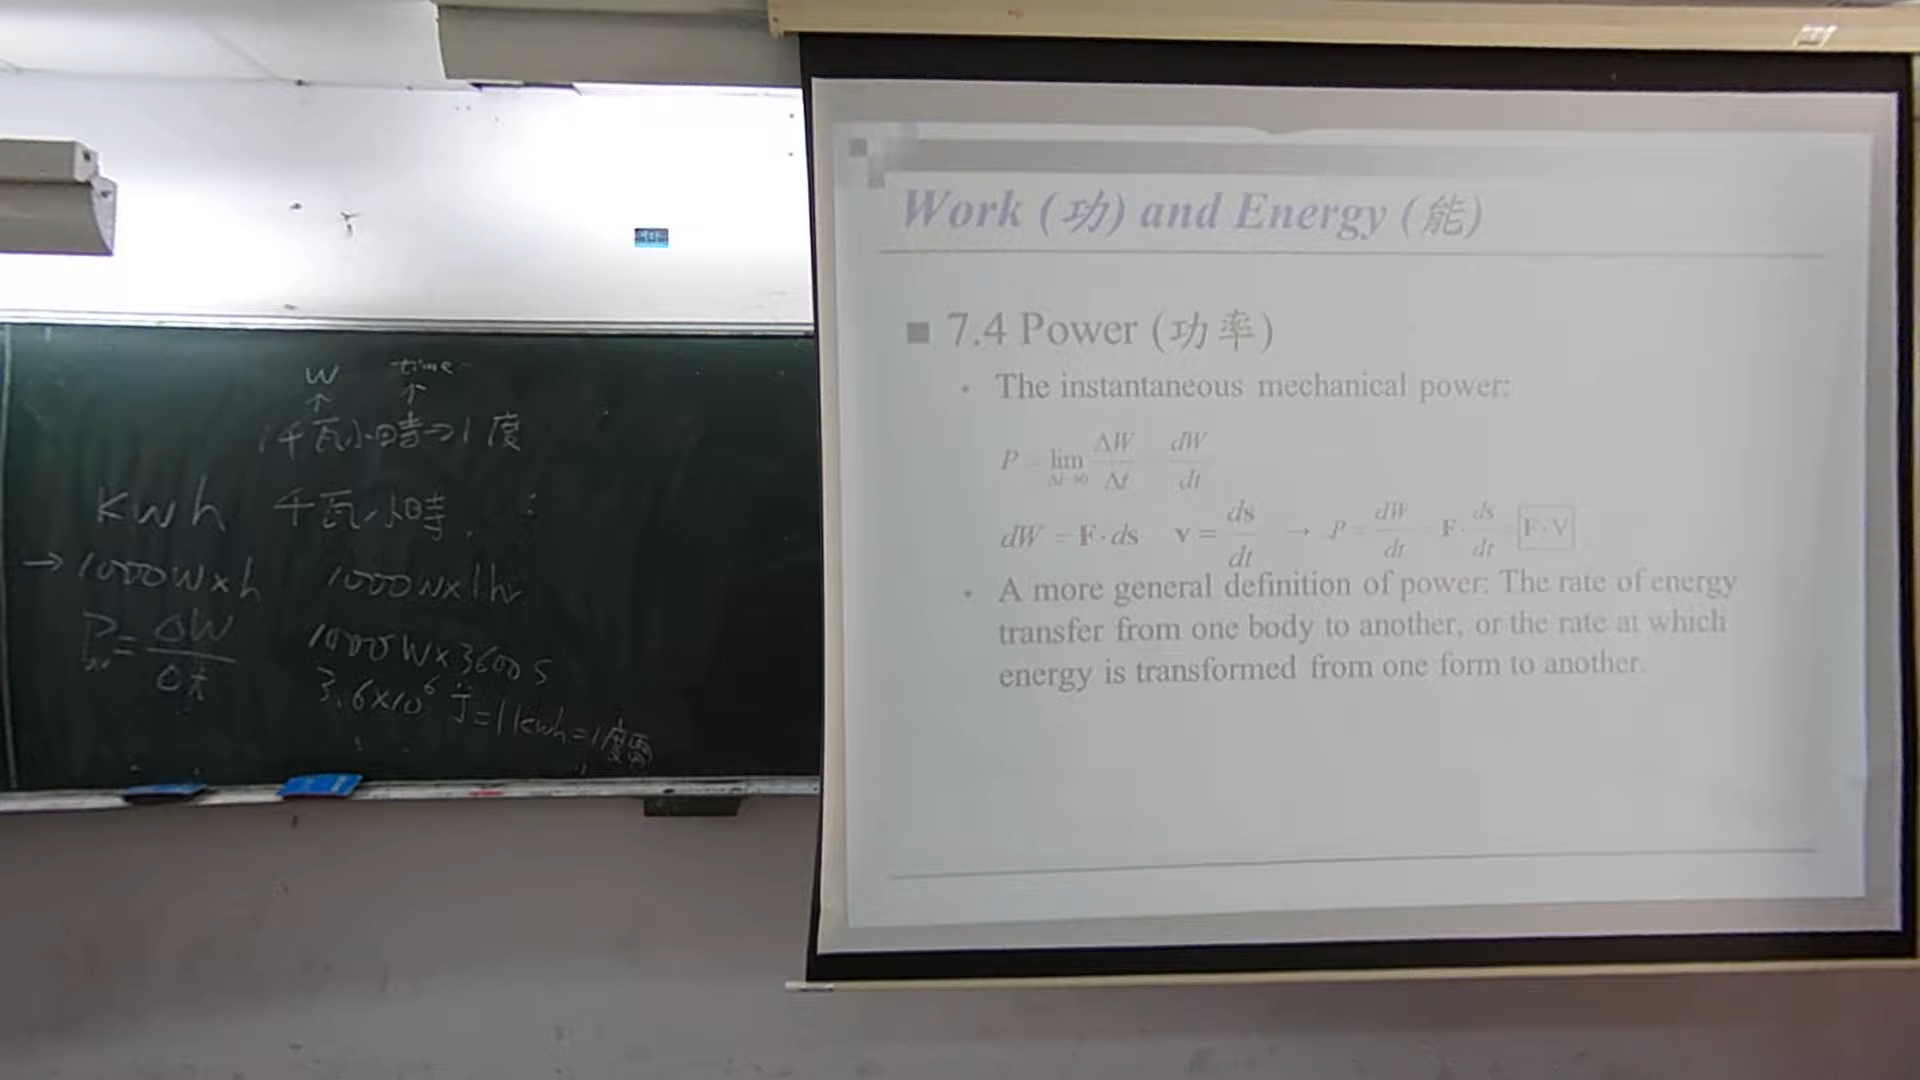 W time
↑ ↑
1千瓦小時→1度
kwh 千瓦小時
→1000W×h 1000W×1hr
P=ΔW/Δt
1000W×3600S
3.6×10⁶ J=1kwh=1度電
Work (功) and Energy (能)
■ 7.4 Power (功率)
• The instantaneous mechanical power:
P = lim Δt→0 ΔW/Δt = dW/dt
dW = F·ds v = ds/dt → P = dW/dt = F·ds/dt = F·V
• A more general definition of power: The rate of energy
transfer from one body to another, or the rate at which
energy is transformed from one form to another.